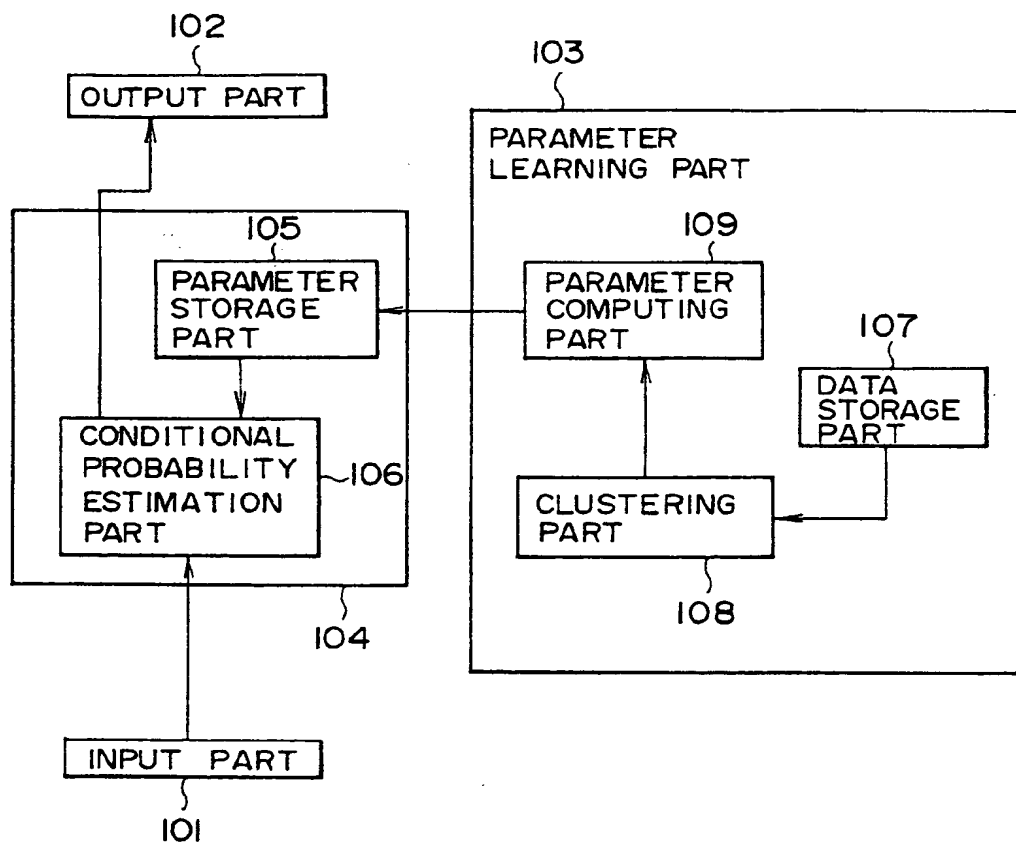 102
OUTPUT PART
103
PARAMETER
LEARNING PART
105
PARAMETER
STORAGE
PART
109
PARAMETER
COMPUTING
PART
107
DATA
STORAGE
PART
CONDITIONAL
PROBABILITY
ESTIMATION
PART
106
CLUSTERING
PART
108
104
INPUT PART
101